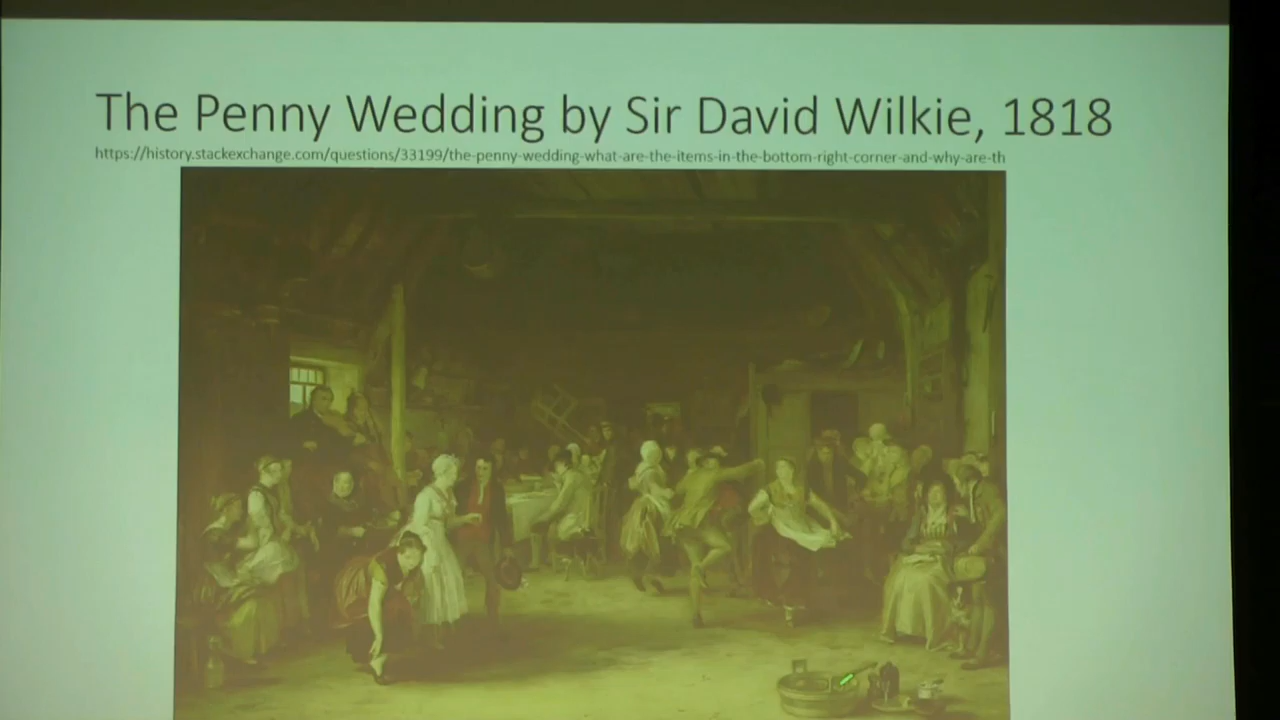 The Penny Wedding by Sir David Wilkie, 1818
https://history.stackexchange.com/questions/33199/the-penny-wedding-what-are-the-items-in-the-bottom-right-corner-and-why-are-th